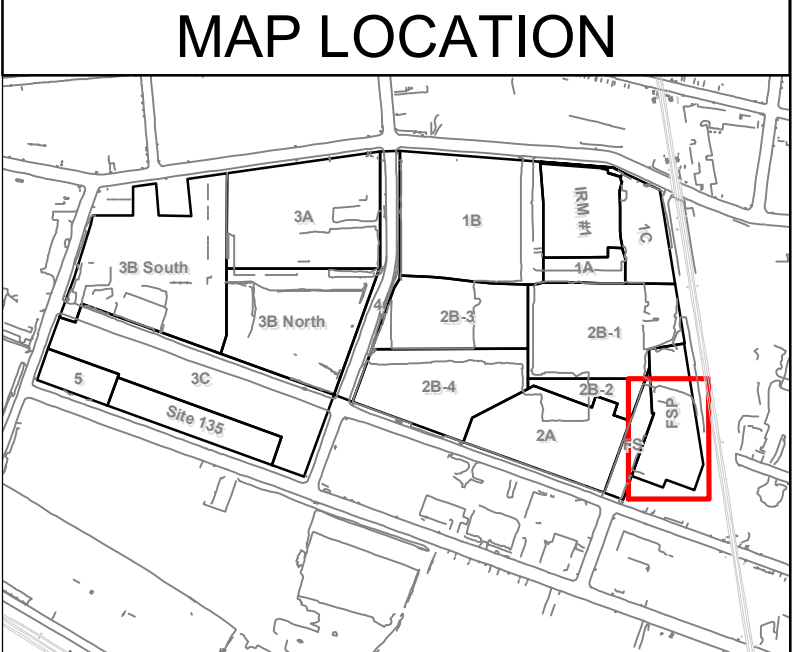 MAP LOCATION
3A
1B
IRM #1
1C
3B South
1A
4
3B North
2B-3
2B-1
5
3C
2B-4
2B-2
Site 135
2A
FS
FSP